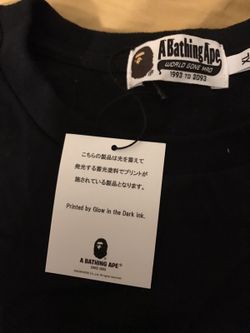 A Bathing Ape
WORLD GONE MAD
1993 TO 2093
こちらの製品は光を蓄えて
発光する蓄光塗料でプリントが
施されている製品となります。
Printed by Glow in the Dark ink.
A BATHING APE®